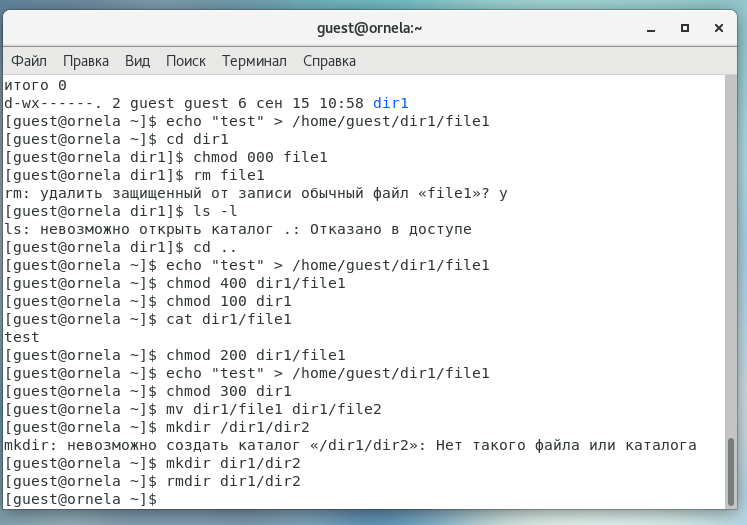 guest@ornela:~
Файл Правка Вид Поиск Терминал Справка
итого 0
d-wx------. 2 guest guest 6 сен 15 10:58 dir1
[guest@ornela ~]$ echo "test" > /home/guest/dir1/file1
[guest@ornela ~]$ cd dir1
[guest@ornela dir1]$ chmod 000 file1
[guest@ornela dir1]$ rm file1
rm: удалить защищенный от записи обычный файл «file1»? y
[guest@ornela dir1]$ ls -l
ls: невозможно открыть каталог .: Отказано в доступе
[guest@ornela dir1]$ cd ..
[guest@ornela ~]$ echo "test" > /home/guest/dir1/file1
[guest@ornela ~]$ chmod 400 dir1/file1
[guest@ornela ~]$ chmod 100 dir1
[guest@ornela ~]$ cat dir1/file1
test
[guest@ornela ~]$ chmod 200 dir1/file1
[guest@ornela ~]$ echo "test" > /home/guest/dir1/file1
[guest@ornela ~]$ chmod 300 dir1
[guest@ornela ~]$ mv dir1/file1 dir1/file2
[guest@ornela ~]$ mkdir /dir1/dir2
mkdir: невозможно создать каталог «/dir1/dir2»: Нет такого файла или каталога
[guest@ornela ~]$ mkdir dir1/dir2
[guest@ornela ~]$ rmdir dir1/dir2
[guest@ornela ~]$